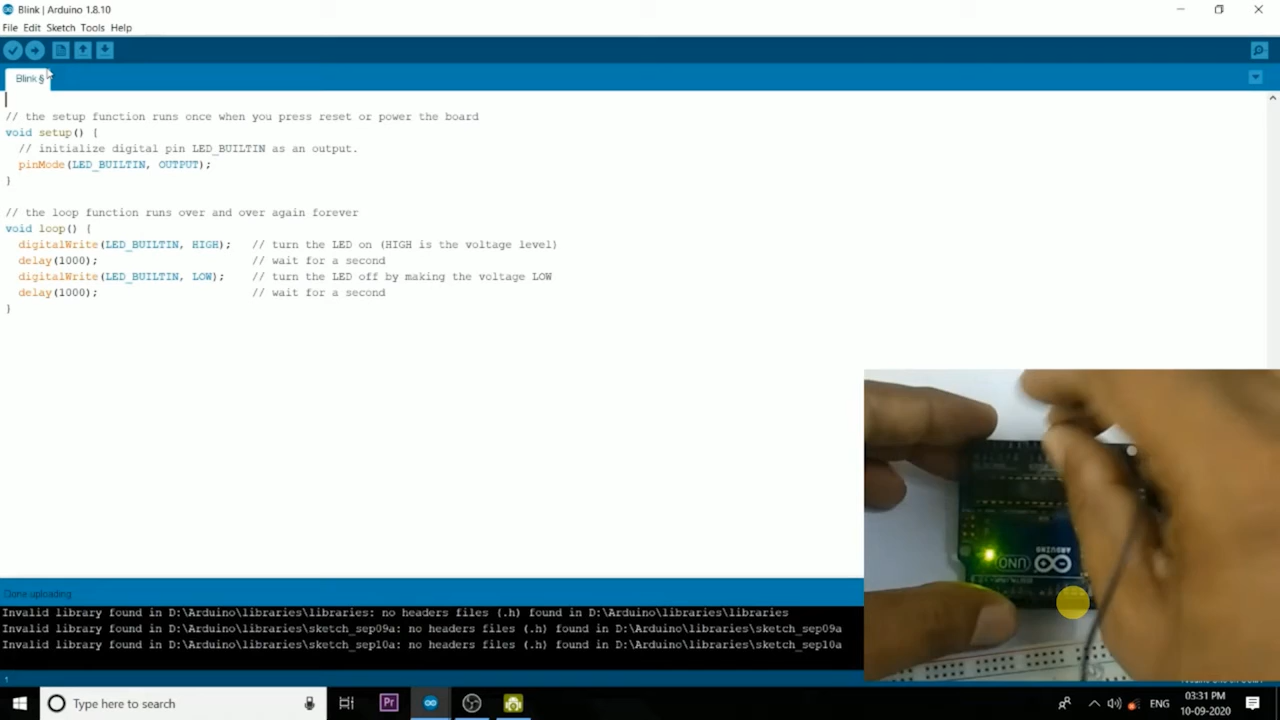 Blink | Arduino 1.8.10
File Edit Sketch Tools Help
Blink §
// the setup function runs once when you press reset or power the board
void setup() {
// initialize digital pin LED_BUILTIN as an output.
pinMode(LED_BUILTIN, OUTPUT);
}
// the loop function runs over and over again forever
void loop() {
digitalWrite(LED_BUILTIN, HIGH); // turn the LED on (HIGH is the voltage level)
delay(1000); // wait for a second
digitalWrite(LED_BUILTIN, LOW); // turn the LED off by making the voltage LOW
delay(1000); // wait for a second
}
ARDUINO
UNO
Done uploading
Invalid library found in D:\Arduino\libraries\libraries: no headers files (.h) found in D:\Arduino\libraries\libraries
Invalid library found in D:\Arduino\libraries\sketch_sep09a: no headers files (.h) found in D:\Arduino\libraries\sketch_sep09a
Invalid library found in D:\Arduino\libraries\sketch_sep10a: no headers files (.h) found in D:\Arduino\libraries\sketch_sep10a
1
Type here to search
Pr
ENG
03:31 PM
10-09-2020